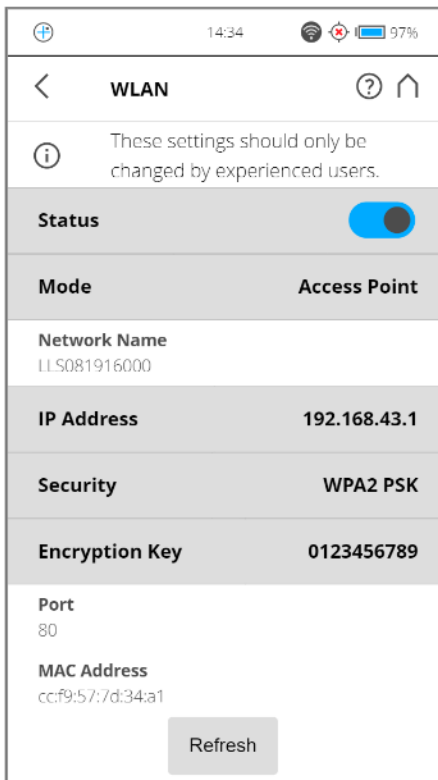 14:34 97%
WLAN
These settings should only be
changed by experienced users.
Status
Mode Access Point
Network Name
LLS081916000
IP Address 192.168.43.1
Security WPA2 PSK
Encryption Key 0123456789
Port
80
MAC Address
cc:f9:57:7d:34:a1
Refresh